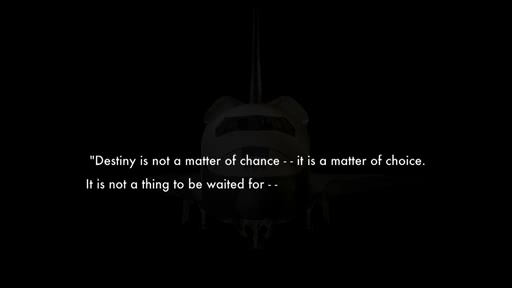 "Destiny is not a matter of chance - - it is a matter of choice.
It is not a thing to be waited for - -